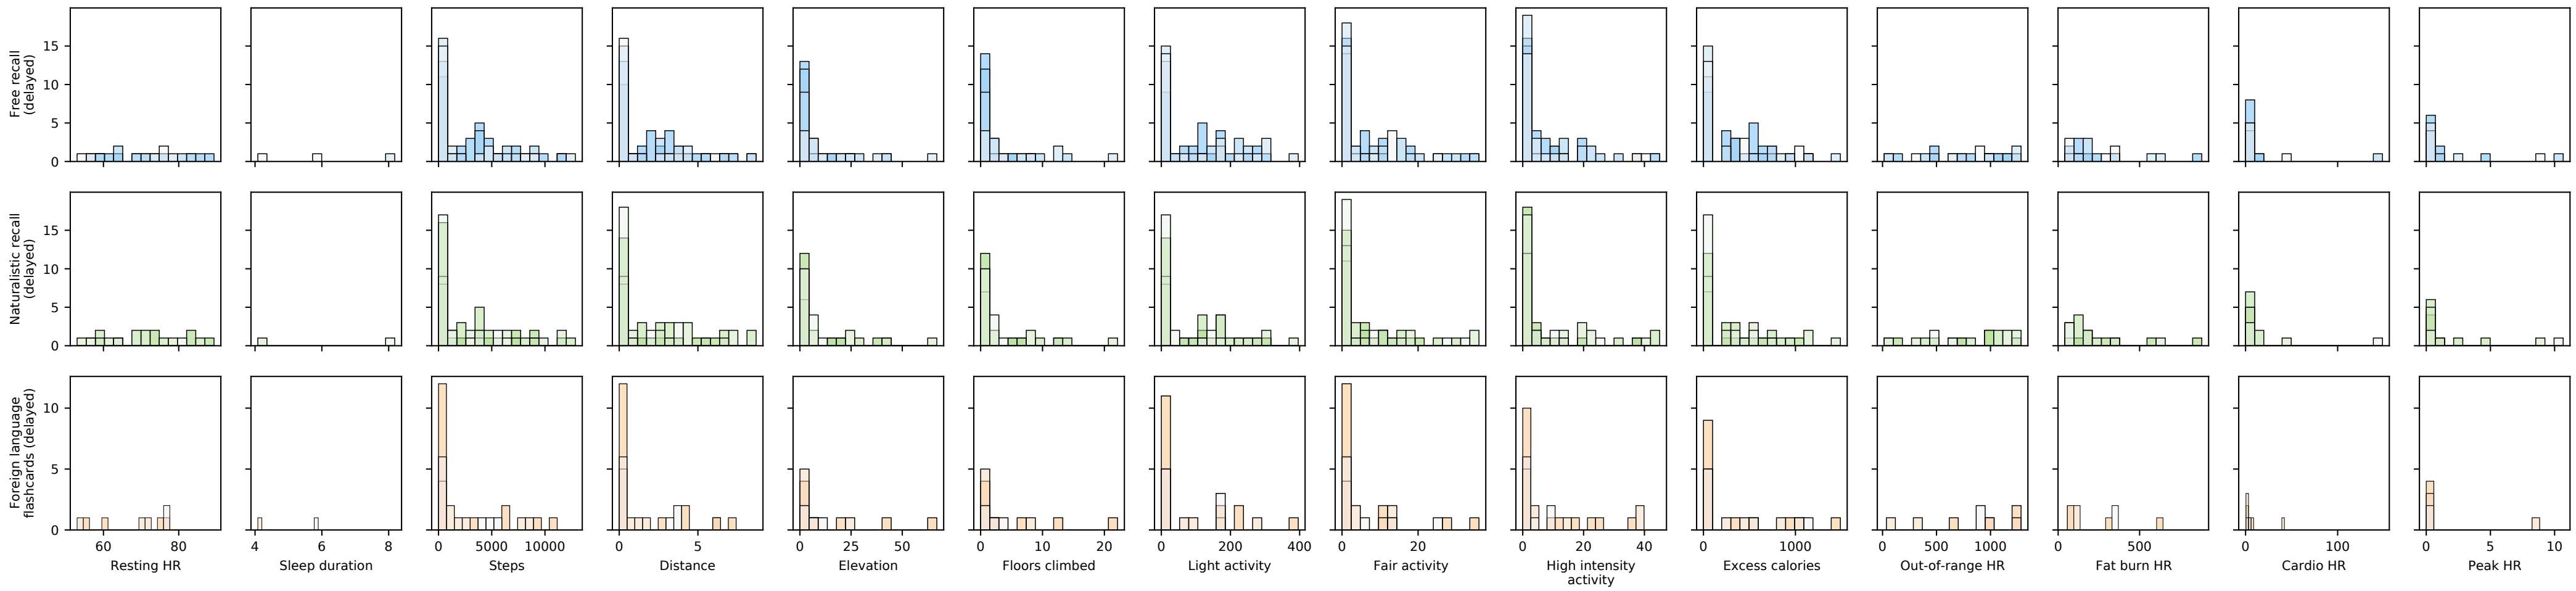 Free recall
(delayed)
15
10
5
0
Naturalistic recall
(delayed)
15
10
5
0
Foreign language
flashcards (delayed)
10
5
0
60 80
4 6 8
0 5000 10000
0 5
0 25 50
0 10 20
0 200 400
0 20
0 20 40
0 1000
0 500 1000
0 500
0 100
0 5 10
Resting HR
Sleep duration
Steps
Distance
Elevation
Floors climbed
Light activity
Fair activity
High intensity
activity
Excess calories
Out-of-range HR
Fat burn HR
Cardio HR
Peak HR